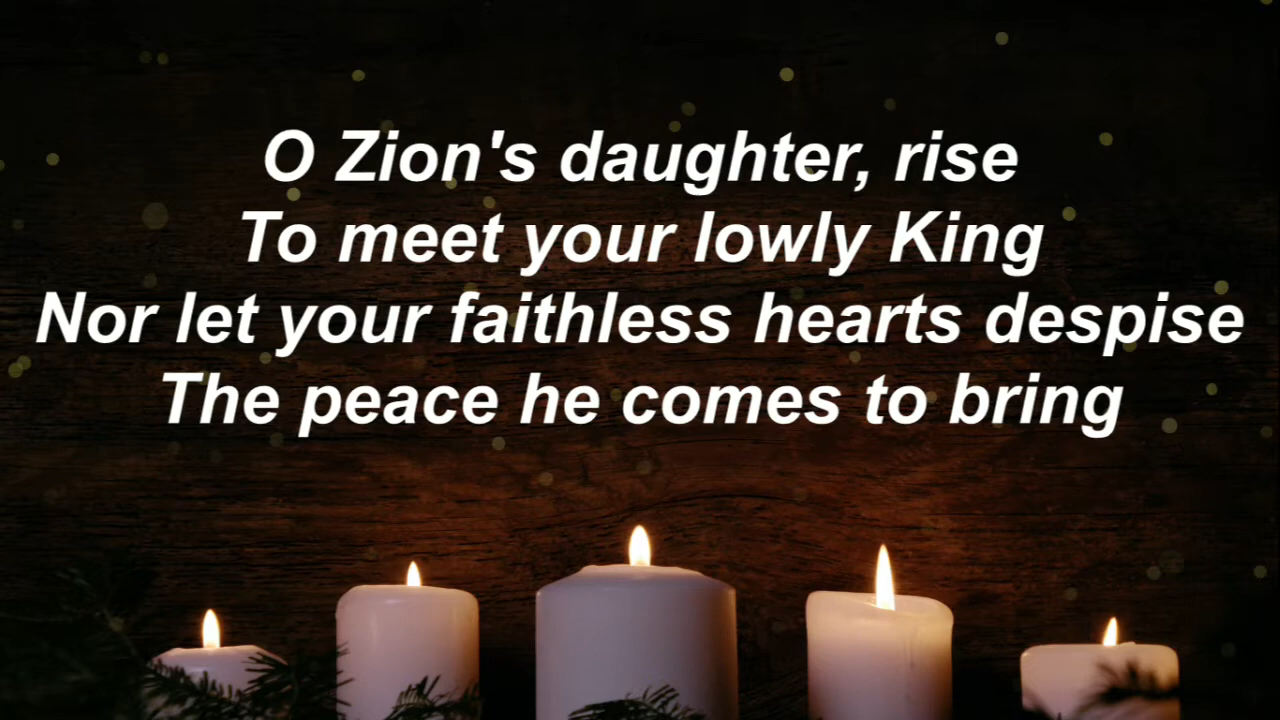 O Zion's daughter, rise
To meet your lowly King
Nor let your faithless hearts despise
The peace he comes to bring